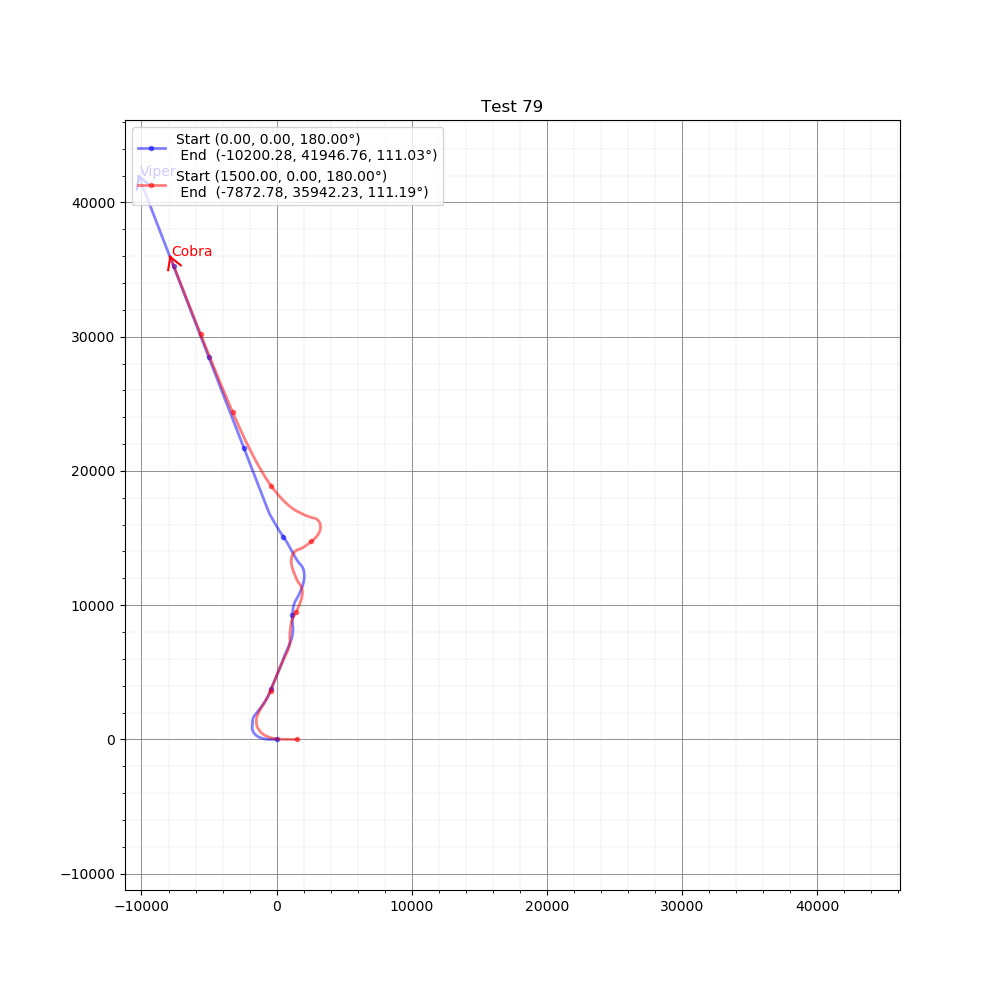 Test 79
Start (0.00, 0.00, 180.00°)
End  (-10200.28, 41946.76, 111.03°)
Start (1500.00, 0.00, 180.00°)
End  (-7872.78, 35942.23, 111.19°)
Viper
Cobra
40000
30000
20000
10000
0
−10000
−10000 0 10000 20000 30000 40000